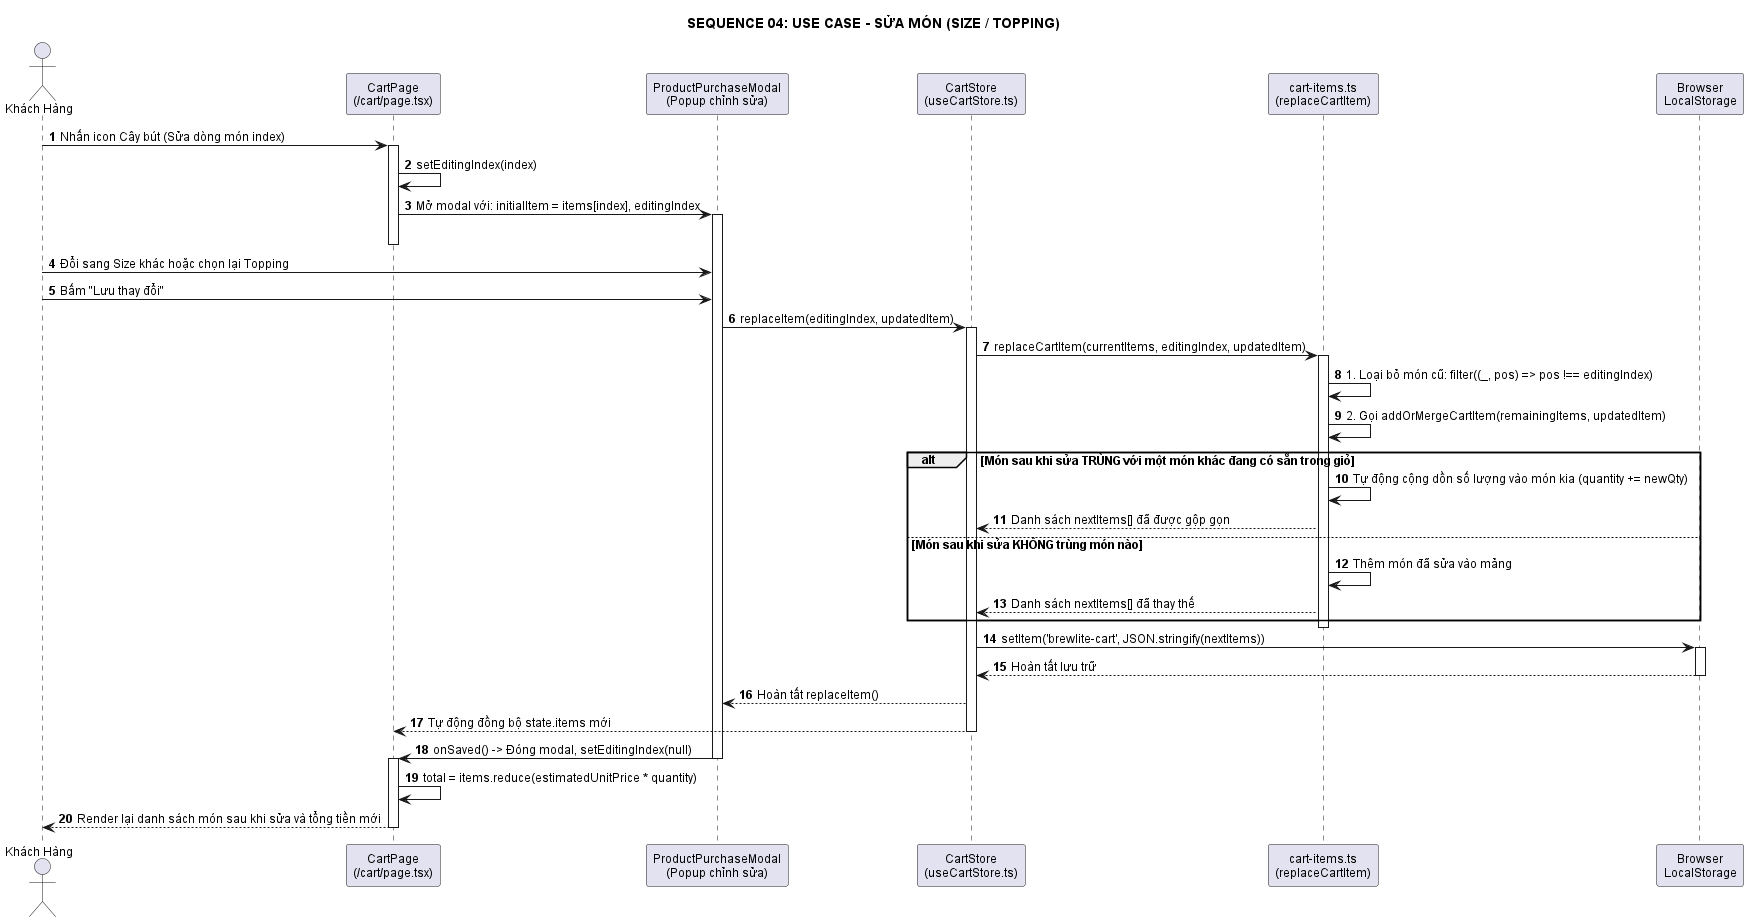 SEQUENCE 04: USE CASE - SỬA MÓN (SIZE / TOPPING)
Khách Hàng
CartPage
(/cart/page.tsx)
ProductPurchaseModal
(Popup chỉnh sửa)
CartStore
(useCartStore.ts)
cart-items.ts
(replaceCartItem)
Browser
LocalStorage
1 Nhấn icon Cây bút (Sửa dòng món index)
2 setEditingIndex(index)
3 Mở modal với: initialItem = items[index], editingIndex
4 Đổi sang Size khác hoặc chọn lại Topping
5 Bấm "Lưu thay đổi"
6 replaceItem(editingIndex, updatedItem)
7 replaceCartItem(currentItems, editingIndex, updatedItem)
8 1. Loại bỏ món cũ: filter((_, pos) => pos !== editingIndex)
9 2. Gọi addOrMergeCartItem(remainingItems, updatedItem)
alt [Món sau khi sửa TRÙNG với một món khác đang có sẵn trong giỏ]
10 Tự động cộng dồn số lượng vào món kia (quantity += newQty)
11 Danh sách nextItems[] đã được gộp gọn
[Món sau khi sửa KHÔNG trùng món nào]
12 Thêm món đã sửa vào mảng
13 Danh sách nextItems[] đã thay thế
14 setItem('brewlite-cart', JSON.stringify(nextItems))
15 Hoàn tất lưu trữ
16 Hoàn tất replaceItem()
17 Tự động đồng bộ state.items mới
18 onSaved() -> Đóng modal, setEditingIndex(null)
19 total = items.reduce(estimatedUnitPrice * quantity)
20 Render lại danh sách món sau khi sửa và tổng tiền mới
Khách Hàng
CartPage
(/cart/page.tsx)
ProductPurchaseModal
(Popup chỉnh sửa)
CartStore
(useCartStore.ts)
cart-items.ts
(replaceCartItem)
Browser
LocalStorage